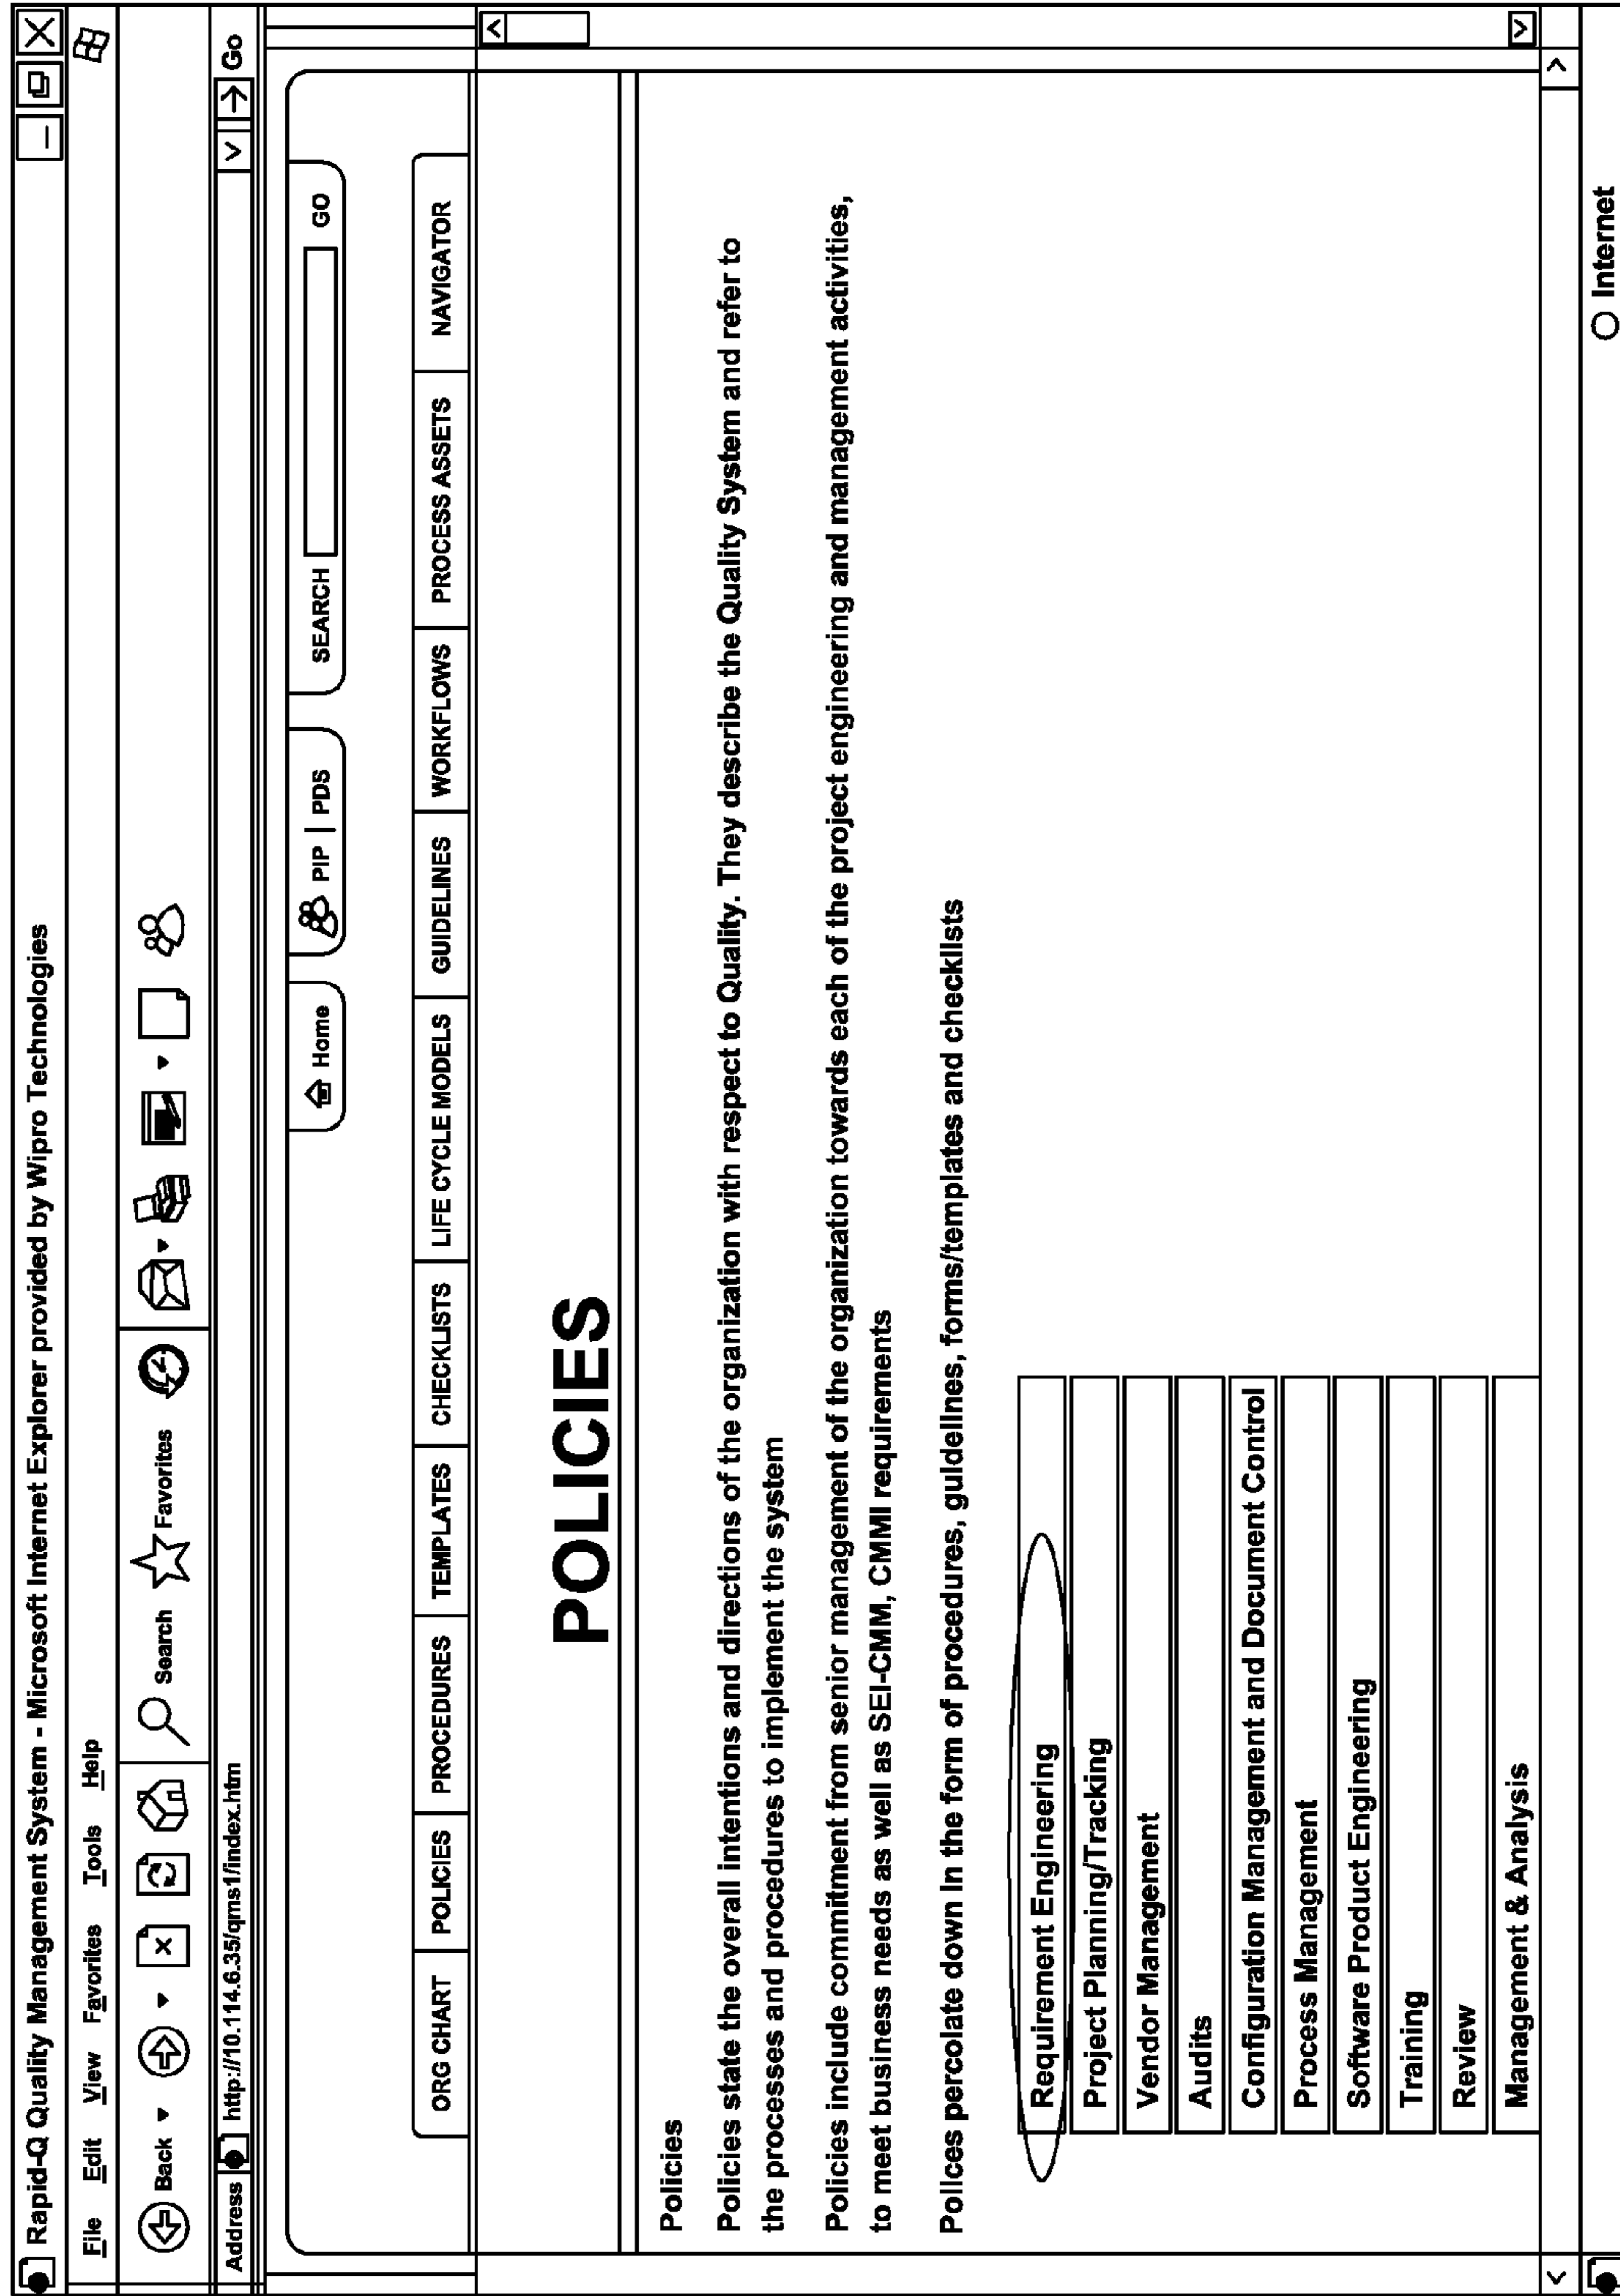 Rapid-Q Quality Management System - Microsoft Internet Explorer provided by Wipro Technologies
File Edit View Favorites Tools Help
Back Search Favorites
Address http://10.114.6.35/qms1/index.htm Go
Home PIP | PDS SEARCH GO
ORG CHART POLICIES PROCEDURES TEMPLATES CHECKLISTS LIFE CYCLE MODELS GUIDELINES WORKFLOWS PROCESS ASSETS NAVIGATOR
POLICIES
Policies
Policies state the overall intentions and directions of the organization with respect to Quality. They describe the Quality System and refer to
the processes and procedures to implement the system
Policies include commitment from senior management of the organization towards each of the project engineering and management activities,
to meet business needs as well as SEI-CMM, CMMI requirements
Polices percolate down in the form of procedures, guidelines, forms/templates and checklists
Requirement Engineering
Project Planning/Tracking
Vendor Management
Audits
Configuration Management and Document Control
Process Management
Software Product Engineering
Training
Review
Management & Analysis
Internet